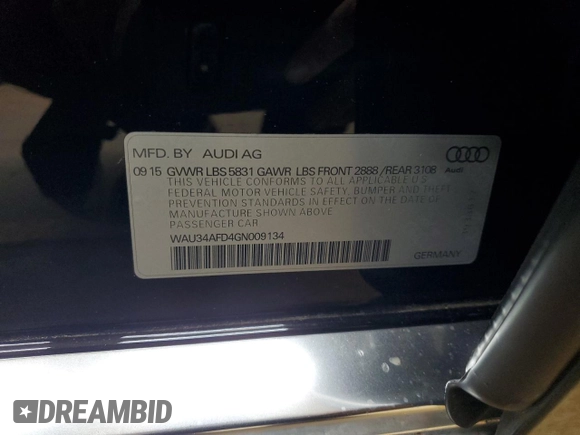 MFD. BY AUDI AG
09 15 GVWR LBS 5831 GAWR LBS FRONT 2888 /REAR 3108
Audi
THIS VEHICLE CONFORMS TO ALL APPLICABLE U.S
FEDERAL MOTOR VEHICLE SAFETY, BUMPER AND THEFT
PREVENTION STANDARDS IN EFFECT ON THE DATE OF
MANUFACTURE SHOWN ABOVE
PASSENGER CAR
WAU34AFD4GN009134
GERMANY
DREAMBID